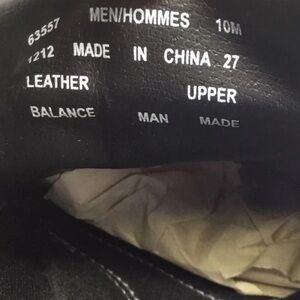 63557 MEN/HOMMES 10M
1212 MADE IN CHINA 27
LEATHER UPPER
BALANCE MAN MADE